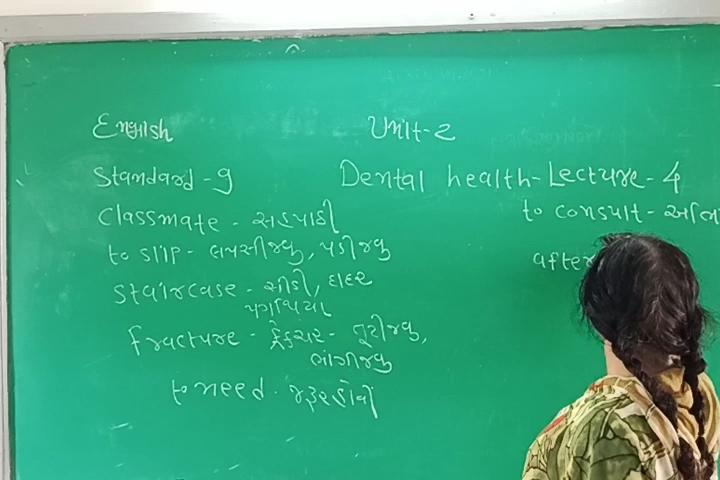 English
Unit-2
Standard-9
Dental health-Lecture-4
classmate - સહપાઠી
to consult -
to slip - લપસીજવુ, પડીજવુ
after
staircase - સીડી, દાદર
પગથિયા
fracture - ફ્રેકચર - તૂટીજવુ,
ભાંગીજવુ
to need - જરૂરહોવી